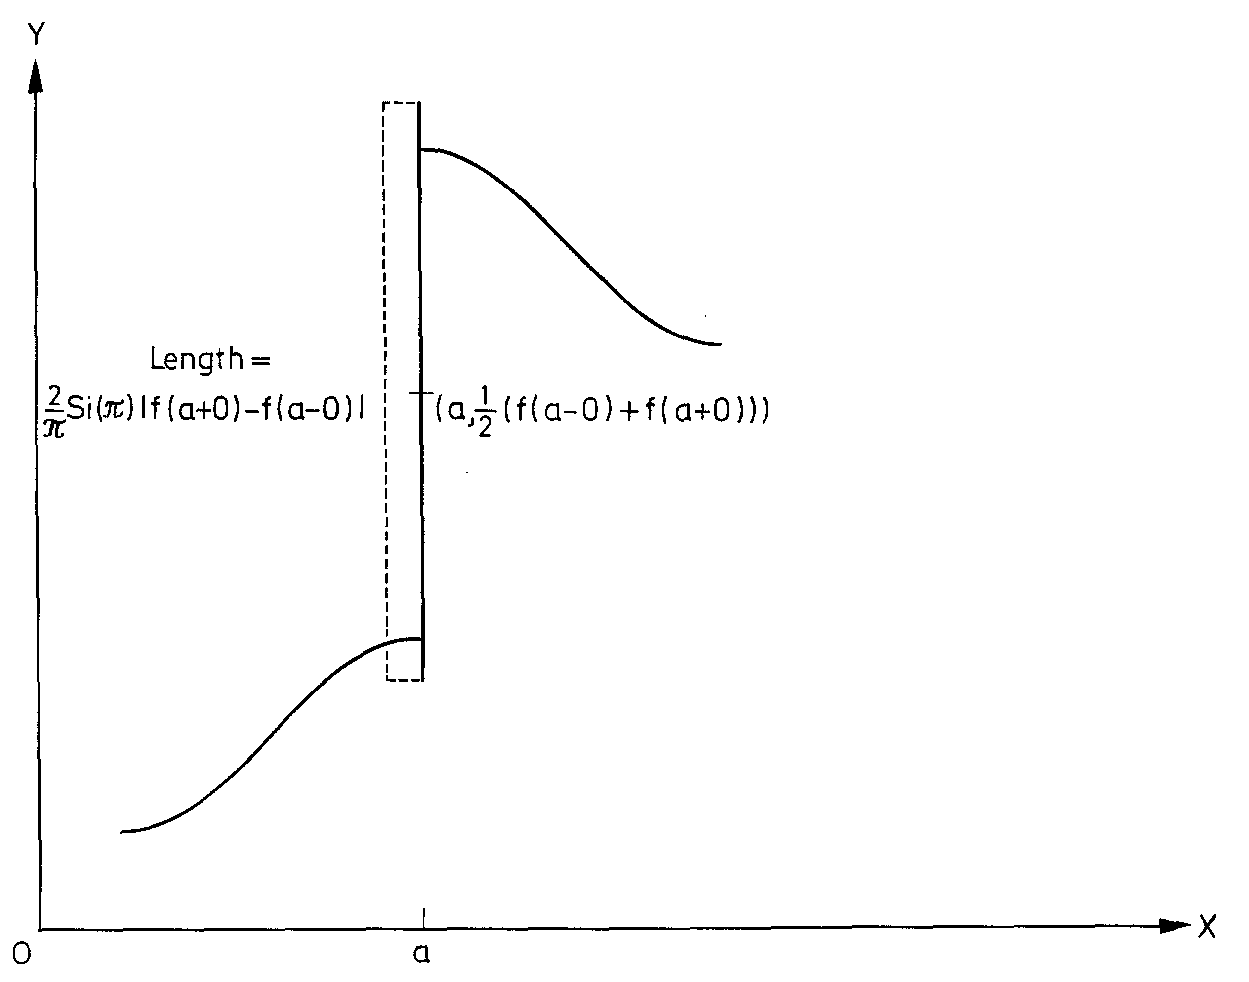 Y
Length =
2/π Si(π)|f(a+0)-f(a-0)|
(a,1/2(f(a-0)+f(a+0)))
X
O
a